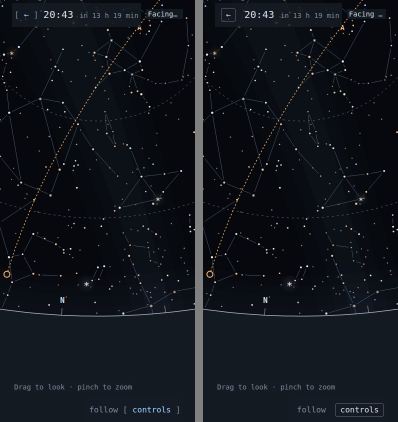 [ ← ] 20:43 in 13 h 19 min Facing…
N
Drag to look · pinch to zoom
follow [ controls ]
← 20:43 in 13 h 19 min Facing …
N
Drag to look · pinch to zoom
follow controls